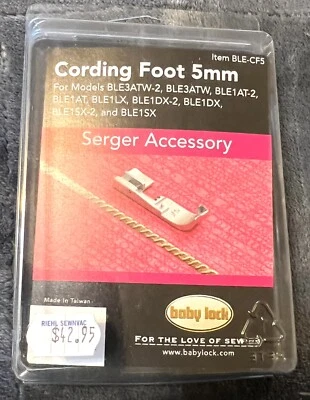 Item BLE-CF5
Cording Foot 5mm
For Models BLE3ATW-2, BLE3ATW, BLE1AT-2,
BLE1AT, BLE1LX, BLE1DX-2, BLE1DX,
BLE1SX-2, and BLE1SX
Serger Accessory
Made in Taiwan
RIEHL SEWNVAC
$42.95
baby lock
FOR THE LOVE OF SEWING
www.babylock.com